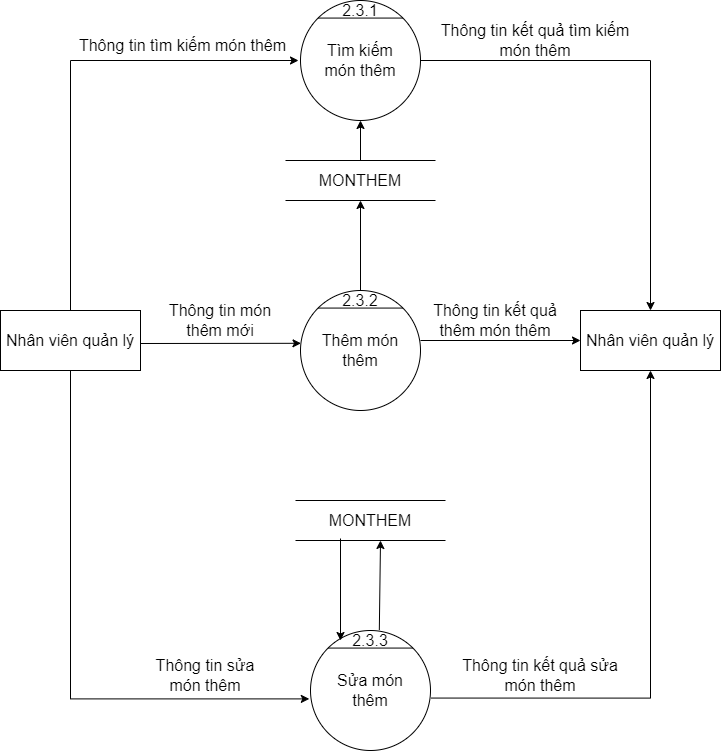 2.3.1
Tìm kiếm
món thêm
Thông tin tìm kiếm món thêm
Thông tin kết quả tìm kiếm
món thêm
MONTHEM
2.3.2
Thêm món
thêm
Thông tin món
thêm mới
Thông tin kết quả
thêm món thêm
Nhân viên quản lý
Nhân viên quản lý
MONTHEM
2.3.3
Sửa món
thêm
Thông tin sửa
món thêm
Thông tin kết quả sửa
món thêm